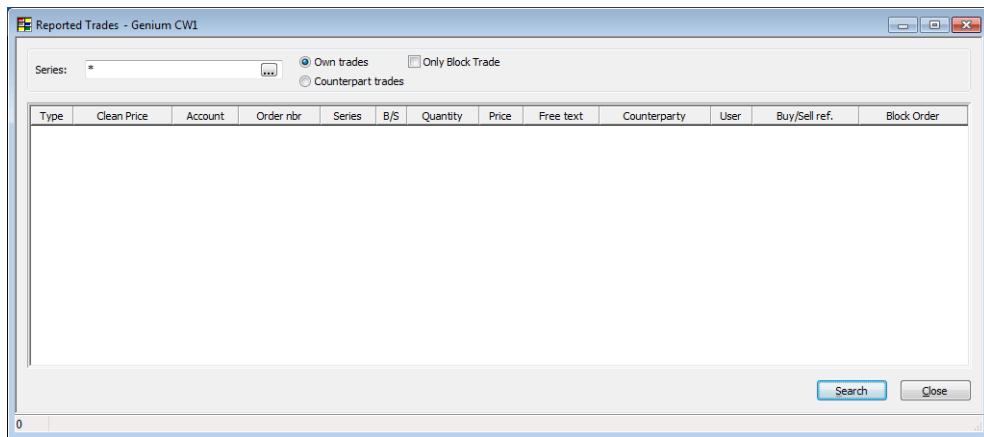 Reported Trades - Genium CW1
Series: * ... Own trades Only Block Trade
Counterpart trades
Type Clean Price Account Order nbr Series B/S Quantity Price Free text Counterparty User Buy/Sell ref. Block Order
Search Close
0